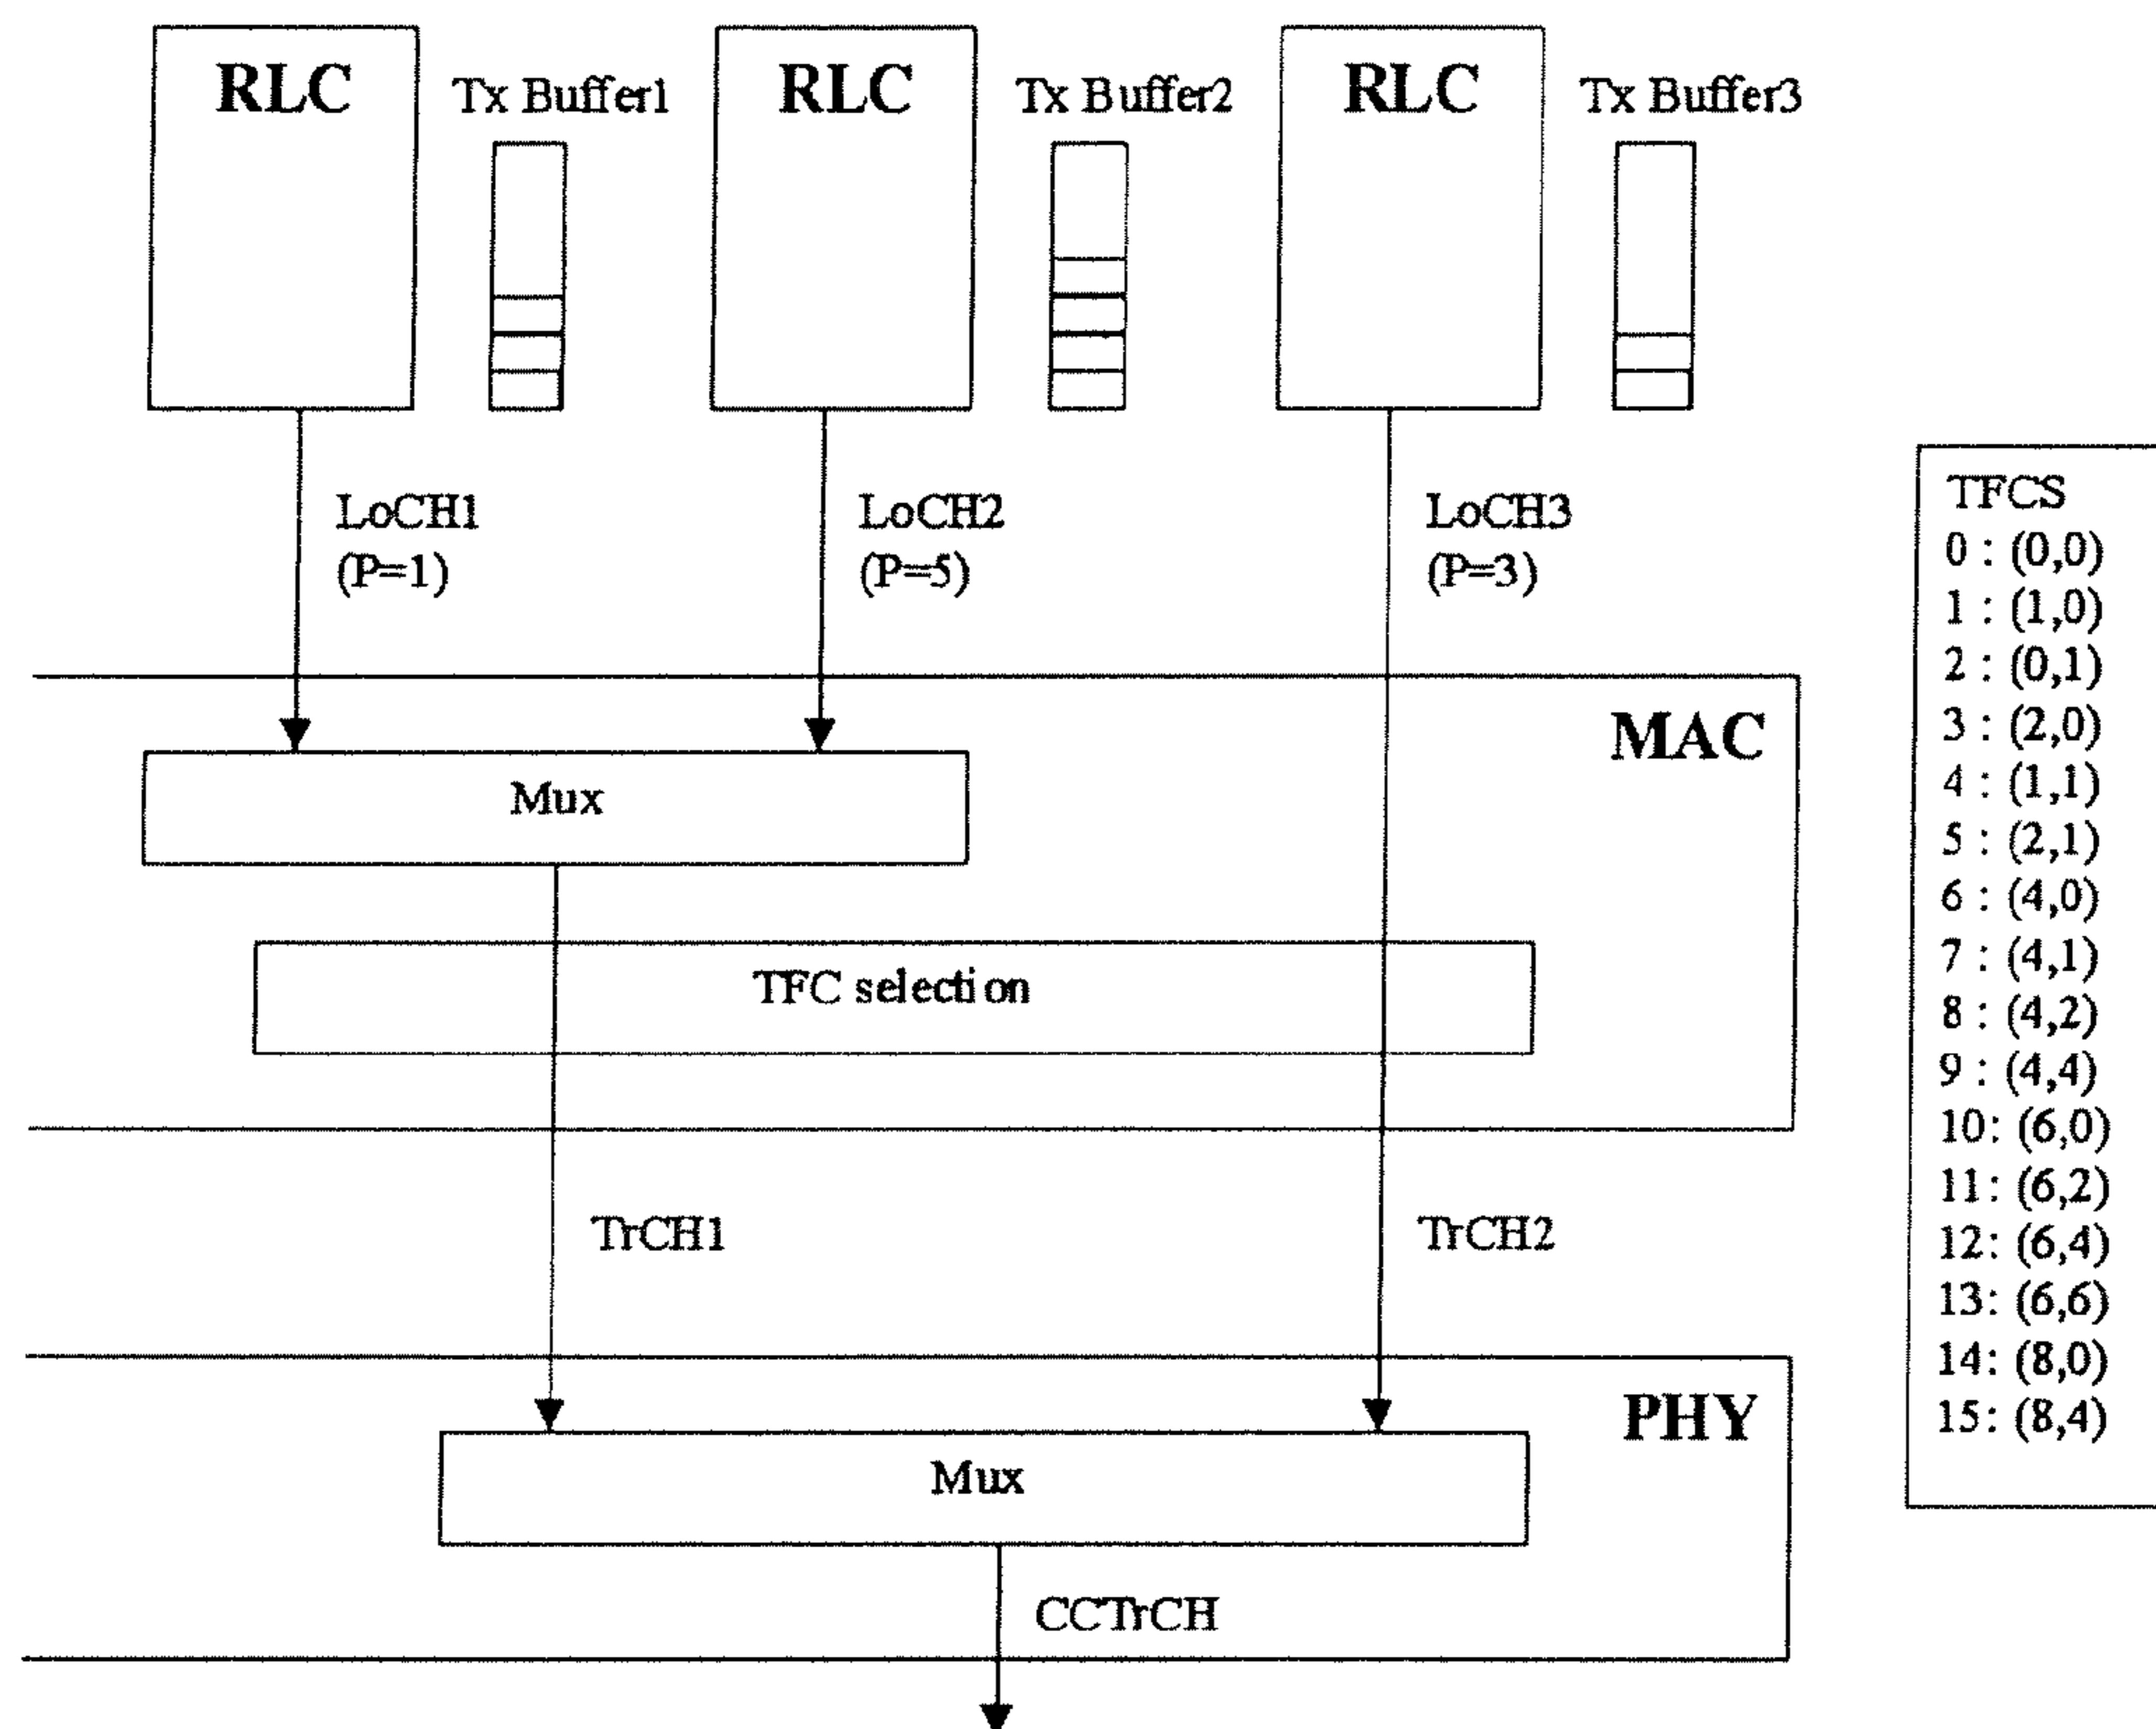 RLC
Tx Buffer1
RLC
Tx Buffer2
RLC
Tx Buffer3
LoCH1
(P=1)
LoCH2
(P=5)
LoCH3
(P=3)
MAC
Mux
TFC selection
TrCH1
TrCH2
PHY
Mux
CCTrCH
TFCS
0 : (0,0)
1 : (1,0)
2 : (0,1)
3 : (2,0)
4 : (1,1)
5 : (2,1)
6 : (4,0)
7 : (4,1)
8 : (4,2)
9 : (4,4)
10: (6,0)
11: (6,2)
12: (6,4)
13: (6,6)
14: (8,0)
15: (8,4)